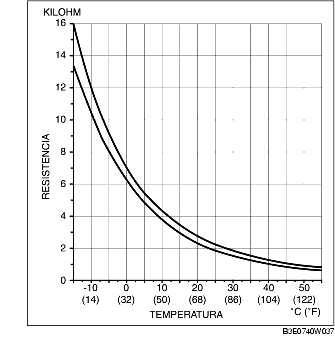 KILOHM
16
14
12
10
8
6
4
2
0
RESISTENCIA
-10 0 10 20 30 40 50
(14) (32) (50) (68) (86) (104) (122)
TEMPERATURA °C (°F)
B3E0740W037